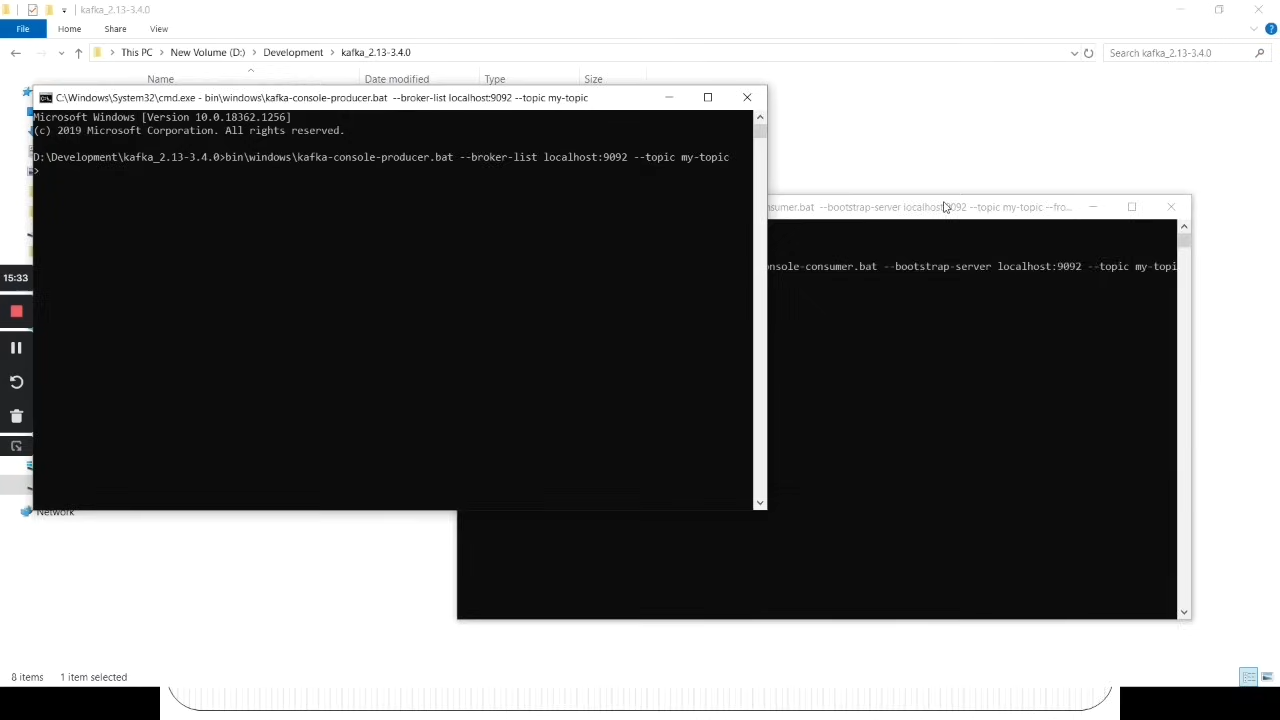 kafka_2.13-3.4.0
File Home Share View
This PC New Volume (D:) Development kafka_2.13-3.4.0
Search kafka_2.13-3.4.0
Name Date modified Type Size
C:\Windows\System32\cmd.exe - bin\windows\kafka-console-producer.bat --broker-list localhost:9092 --topic my-topic
Microsoft Windows [Version 10.0.18362.1256]
(c) 2019 Microsoft Corporation. All rights reserved.
D:\Development\kafka_2.13-3.4.0>bin\windows\kafka-console-producer.bat --broker-list localhost:9092 --topic my-topic
>
nsumer.bat --bootstrap-server localhost:9092 --topic my-topic --fro...
onsole-consumer.bat --bootstrap-server localhost:9092 --topic my-topi
15:33
Network
8 items 1 item selected